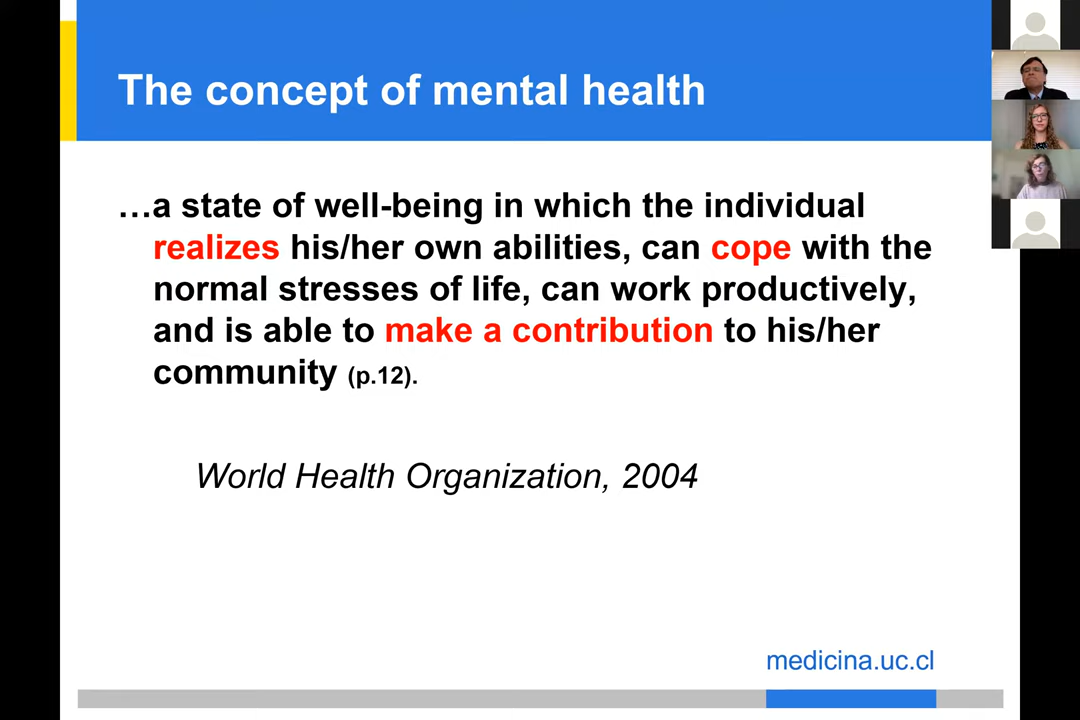 The concept of mental health
…a state of well-being in which the individual
realizes his/her own abilities, can cope with the
normal stresses of life, can work productively,
and is able to make a contribution to his/her
community (p.12).
World Health Organization, 2004
medicina.uc.cl